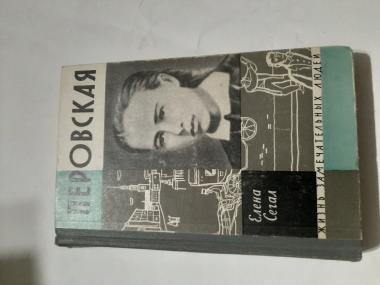 ПЕРОВСКАЯ
Елена
Сегал
ЖИЗНЬ ЗАМЕЧАТЕЛЬНЫХ ЛЮДЕЙ